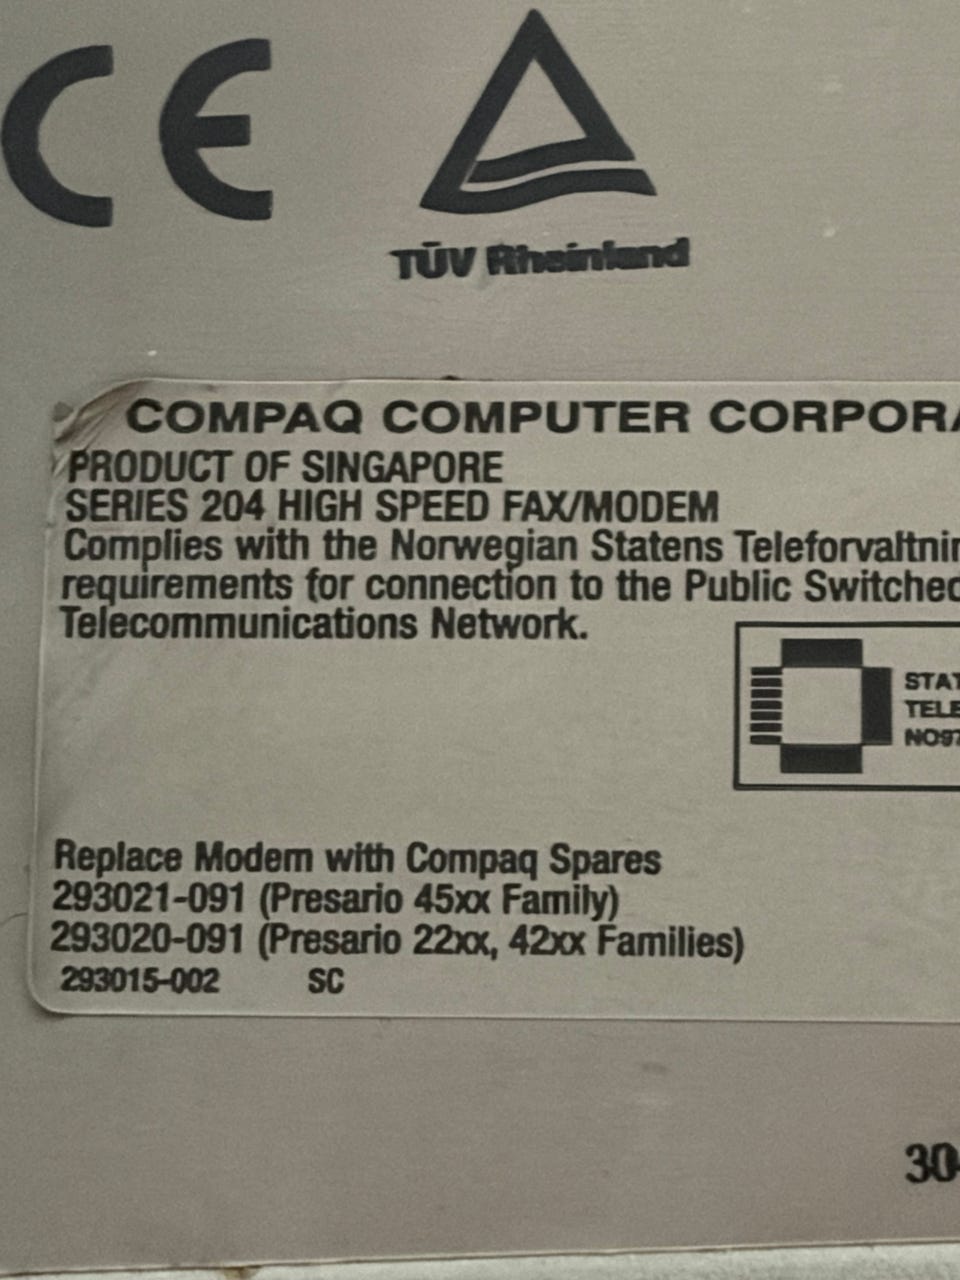 CE
TÜV Rheinland
COMPAQ COMPUTER CORPORA
PRODUCT OF SINGAPORE
SERIES 204 HIGH SPEED FAX/MODEM
Complies with the Norwegian Statens Teleforvaltnin
requirements for connection to the Public Switched
Telecommunications Network.
STAT
TELE
NO97
Replace Modem with Compaq Spares
293021-091 (Presario 45xx Family)
293020-091 (Presario 22xx, 42xx Families)
293015-002 SC
30